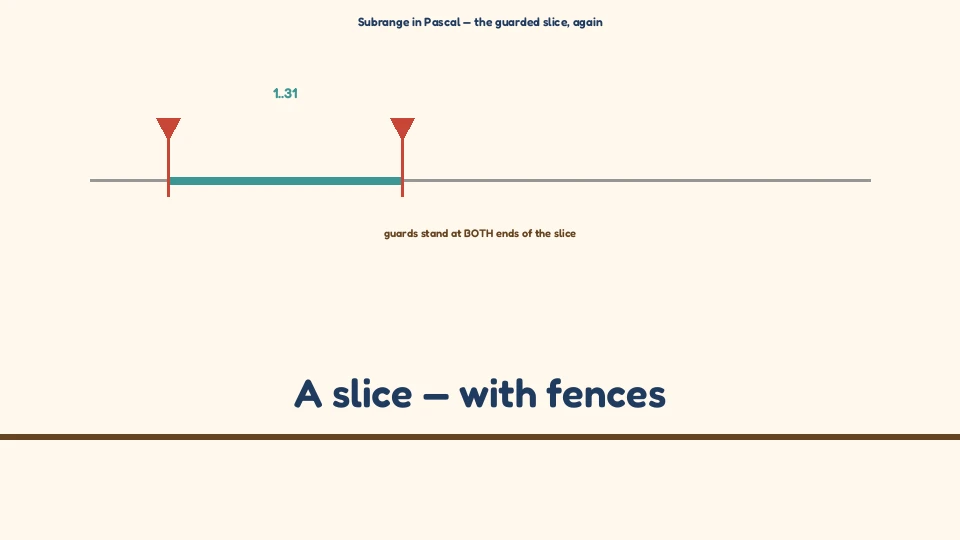 Subrange in Pascal — the guarded slice, again
1..31
guards stand at BOTH ends of the slice
A slice — with fences